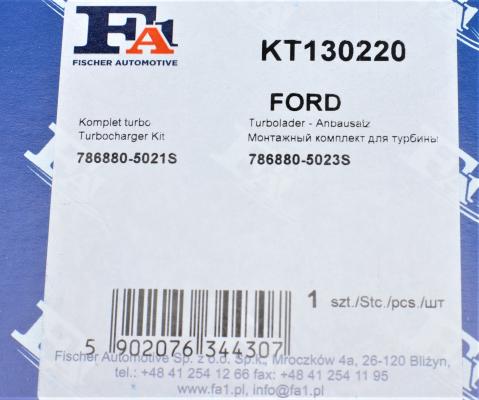 FA1
FISCHER AUTOMOTIVE
KT130220
FORD
Komplet turbo
Turbocharger Kit
786880-5021S
Turbolader - Anbausatz
Монтажный комплект для турбины
786880-5023S
1 szt./Stc./pcs./шт
5 902076 344307
Fischer Automotive Sp. z o.o. Sp.k., Mroczków 4a, 26-120 Bliżyn,
tel.: +48 41 254 12 66 fax: +48 41 254 11 95
www.fa1.pl, info@fa1.pl